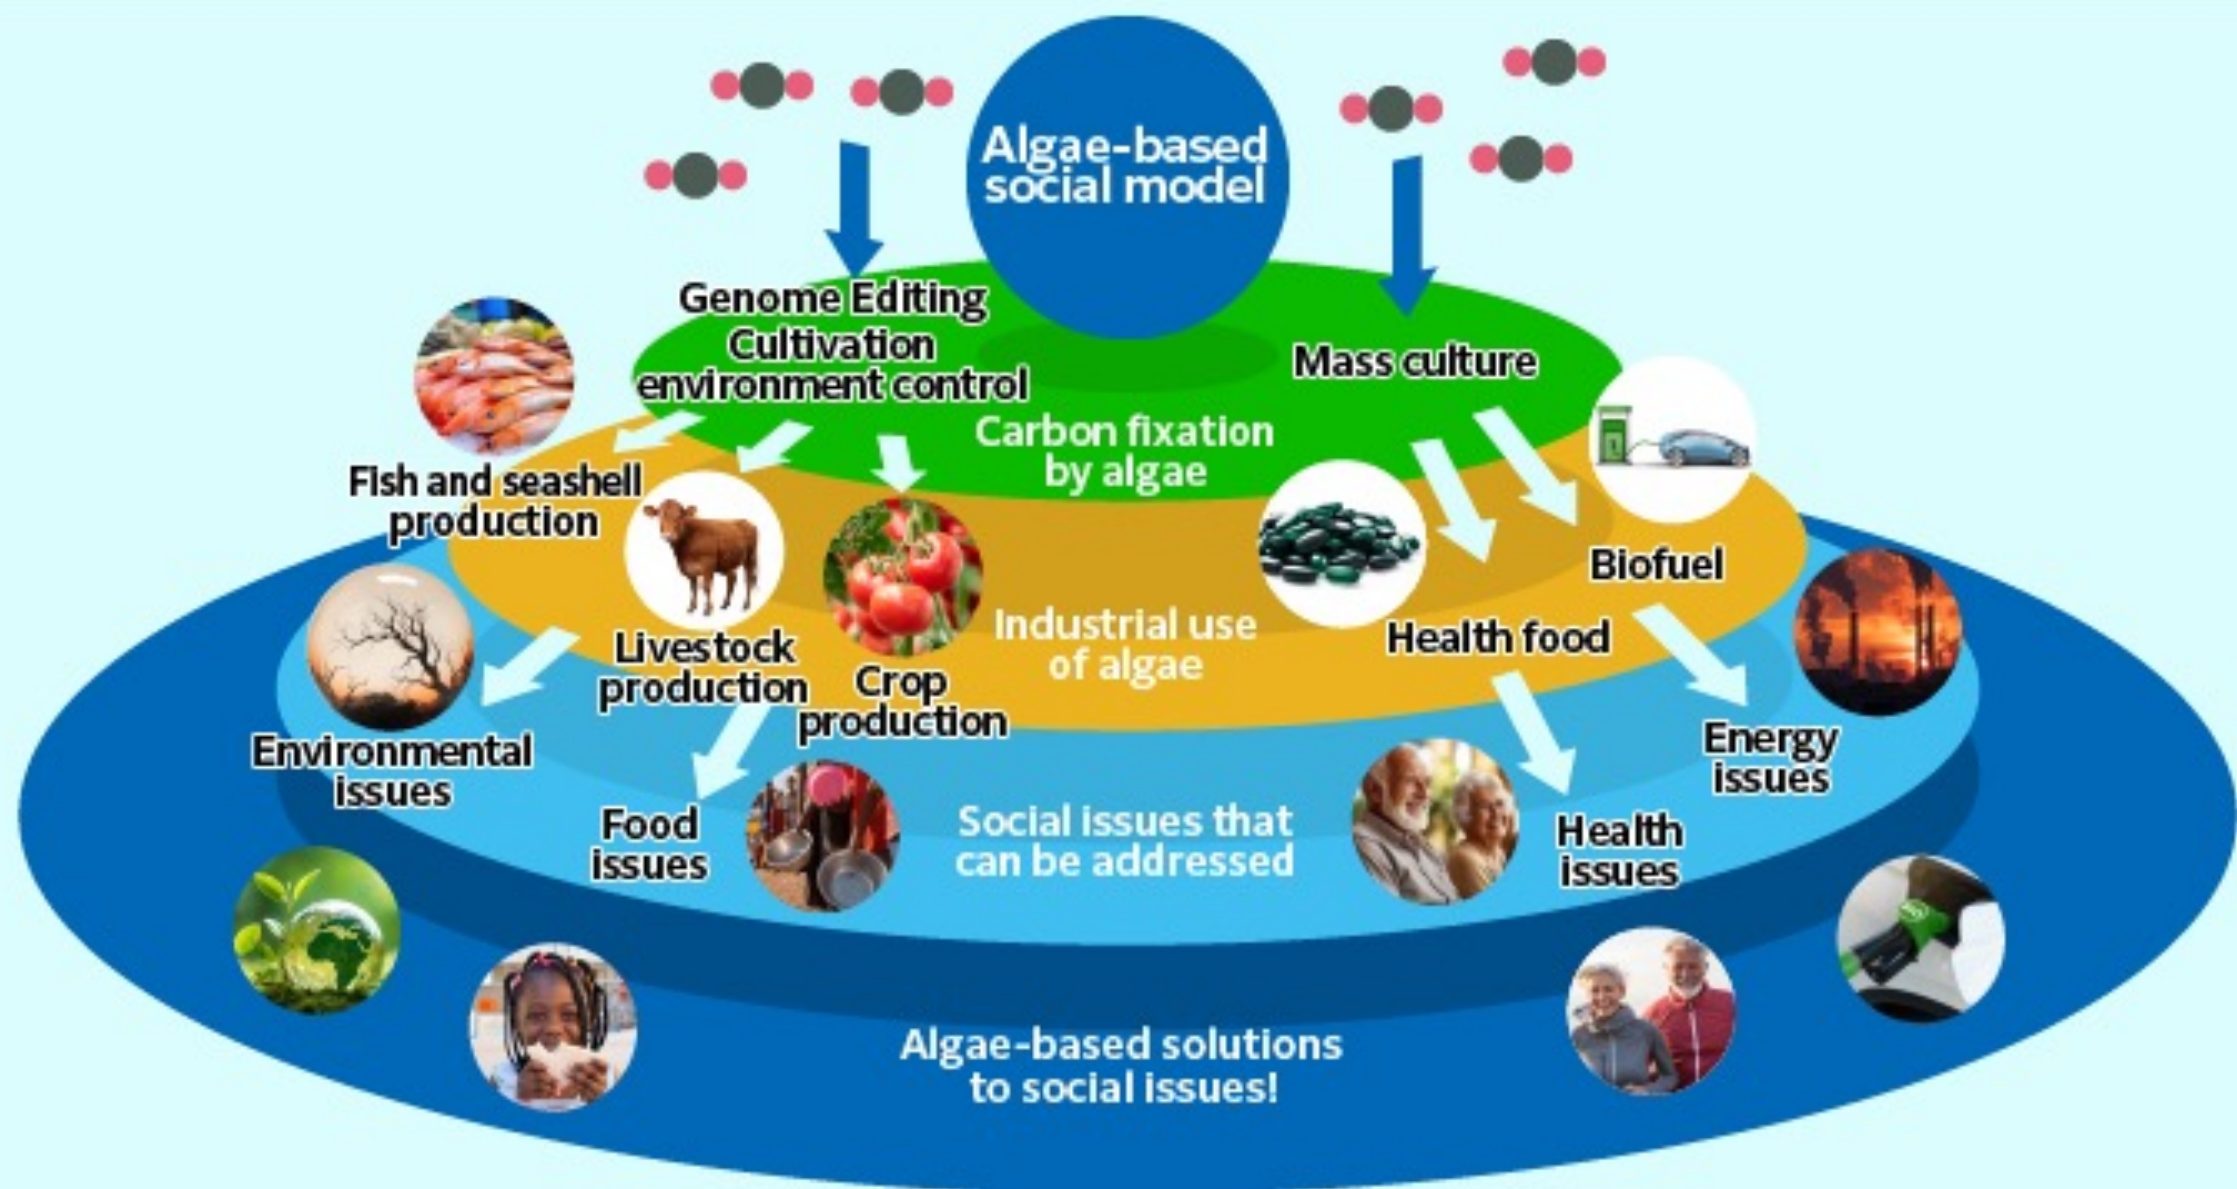 Algae-based
social model
Genome Editing
Cultivation
environment control
Mass culture
Carbon fixation
by algae
Fish and seashell
production
Livestock
production
Crop
production
Industrial use
of algae
Health food
Biofuel
Environmental
issues
Food
issues
Social issues that
can be addressed
Health
issues
Energy
issues
Algae-based solutions
to social issues!